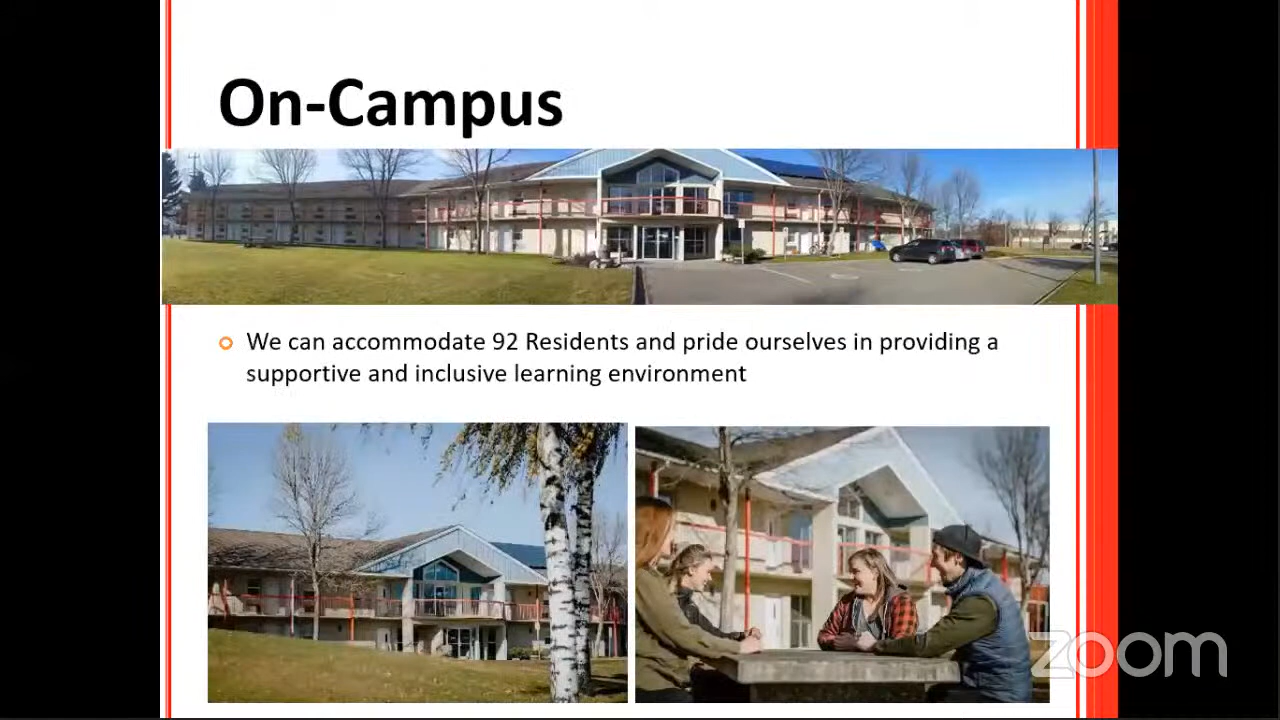 On-Campus
We can accommodate 92 Residents and pride ourselves in providing a
supportive and inclusive learning environment
zoom